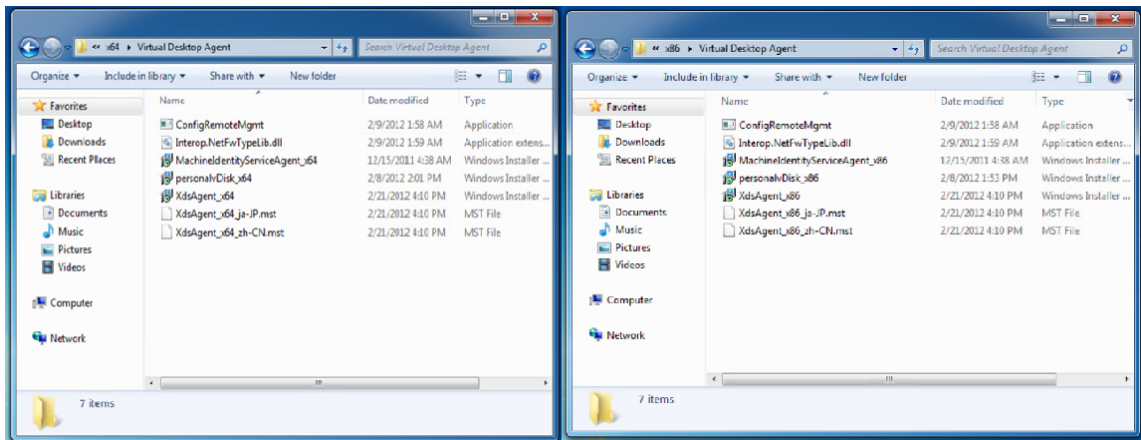 « x64 ▸ Virtual Desktop Agent
Search Virtual Desktop Agent
Organize
Include in library
Share with
New folder
Favorites
Desktop
Downloads
Recent Places
Libraries
Documents
Music
Pictures
Videos
Computer
Network
Name Date modified Type
ConfigRemoteMgmt 2/9/2012 1:58 AM Application
Interop.NetFwTypeLib.dll 2/9/2012 1:59 AM Application extens...
MachineIdentityServiceAgent_x64 12/15/2011 4:38 AM Windows Installer ...
personalvDisk_x64 2/8/2012 2:01 PM Windows Installer ...
XdsAgent_x64 2/21/2012 4:10 PM Windows Installer ...
XdsAgent_x64_ja-JP.mst 2/21/2012 4:10 PM MST File
XdsAgent_x64_zh-CN.mst 2/21/2012 4:10 PM MST File
7 items
« x86 ▸ Virtual Desktop Agent
Search Virtual Desktop Agent
Organize
Include in library
Share with
New folder
Favorites
Desktop
Downloads
Recent Places
Libraries
Documents
Music
Pictures
Videos
Computer
Network
Name Date modified Type
ConfigRemoteMgmt 2/9/2012 1:58 AM Application
Interop.NetFwTypeLib.dll 2/9/2012 1:59 AM Application extens...
MachineIdentityServiceAgent_x86 12/15/2011 4:38 AM Windows Installer ...
personalvDisk_x86 2/8/2012 1:53 PM Windows Installer ...
XdsAgent_x86 2/21/2012 4:10 PM Windows Installer ...
XdsAgent_x86_ja-JP.mst 2/21/2012 4:10 PM MST File
XdsAgent_x86_zh-CN.mst 2/21/2012 4:10 PM MST File
7 items